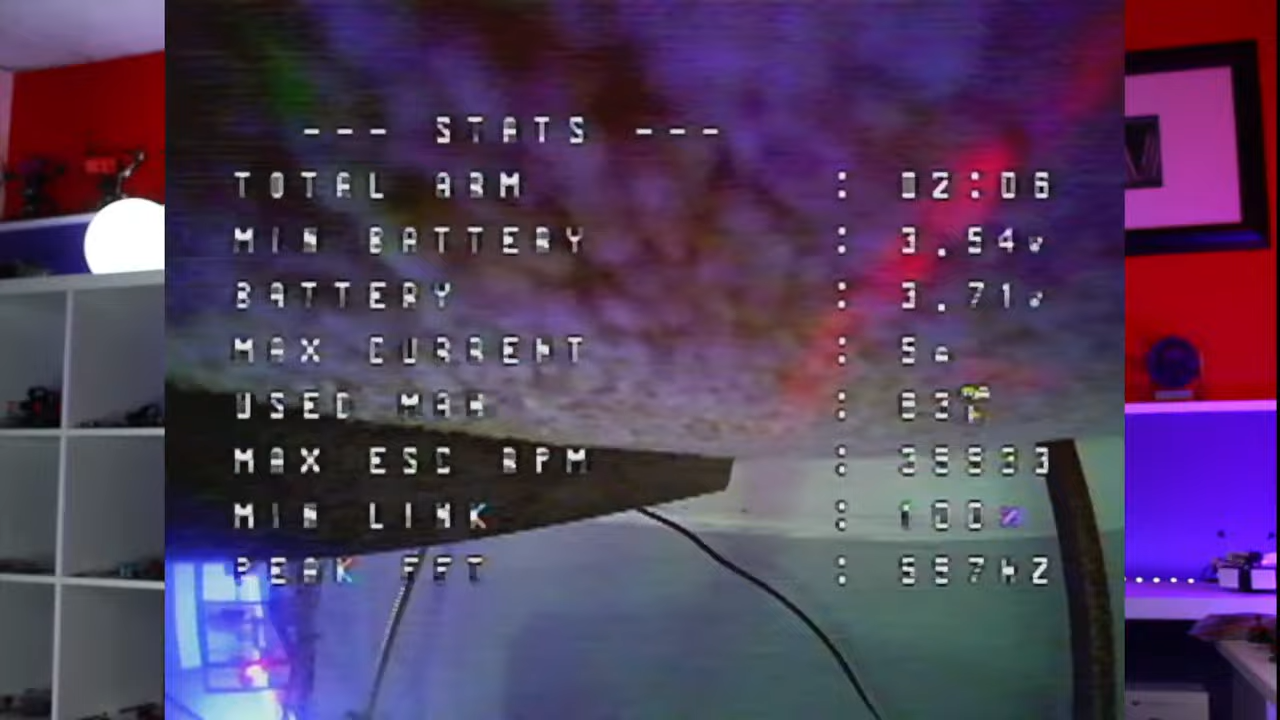 --- STATS ---
TOTAL ARM : 02:06
MIN BATTERY : 3.54v
BATTERY : 3.71v
MAX CURRENT : 5A
USED MAH :
MAX ESC RPM :
MIN LINK : 100%
PEAK FFT : 557HZ